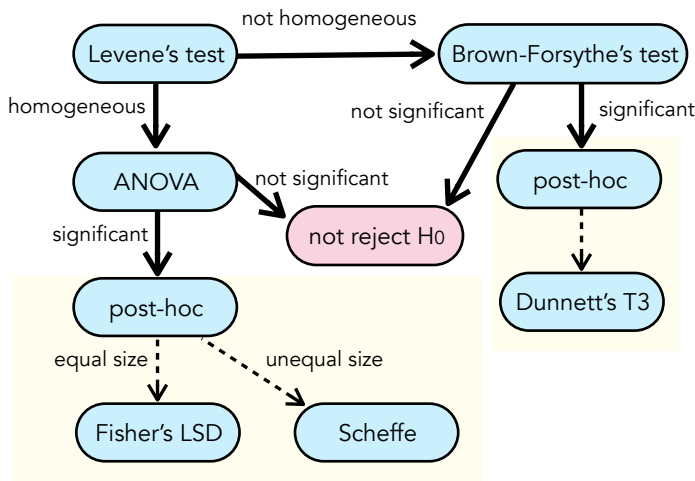 not homogeneous
Levene's test
Brown-Forsythe's test
homogeneous
not significant
significant
ANOVA
not significant
post-hoc
significant
not reject H0
post-hoc
Dunnett's T3
equal size
unequal size
Fisher's LSD
Scheffe